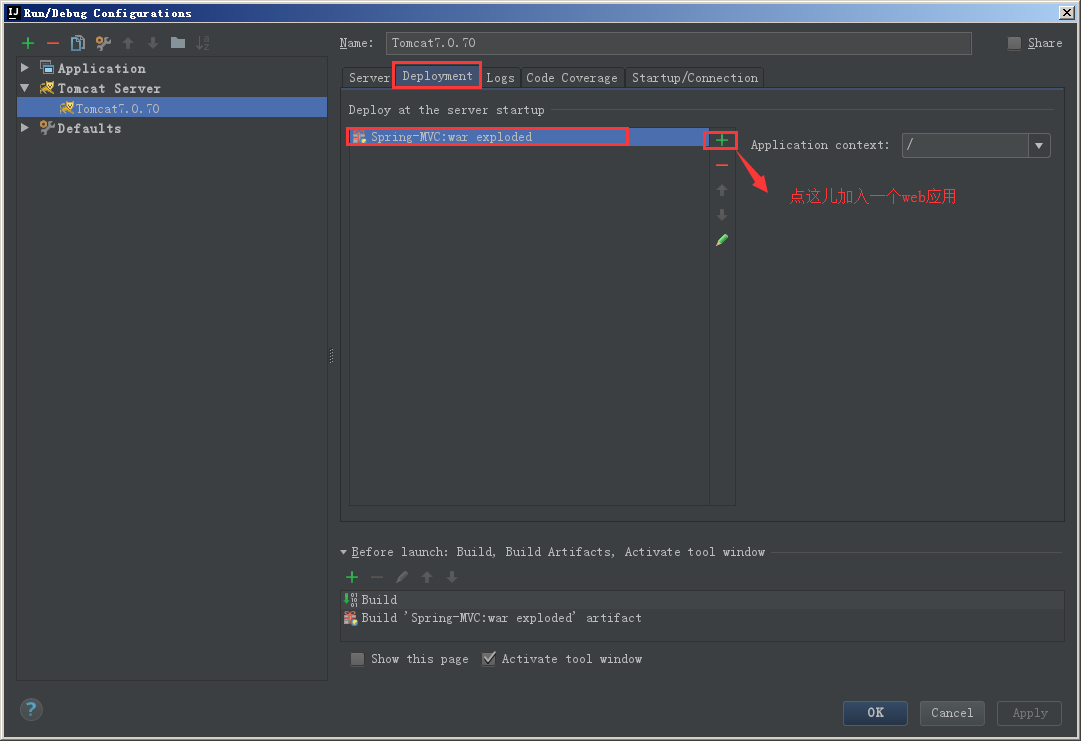 IJ Run/Debug Configurations
Name: Tomcat7.0.70 Share
Application
Tomcat Server
Tomcat7.0.70
Defaults
Server Deployment Logs Code Coverage Startup/Connection
Deploy at the server startup
Spring-MVC:war exploded
Application context: /
点这儿加入一个web应用
Before launch: Build, Build Artifacts, Activate tool window
Build
Build 'Spring-MVC:war exploded' artifact
Show this page Activate tool window
? OK Cancel Apply